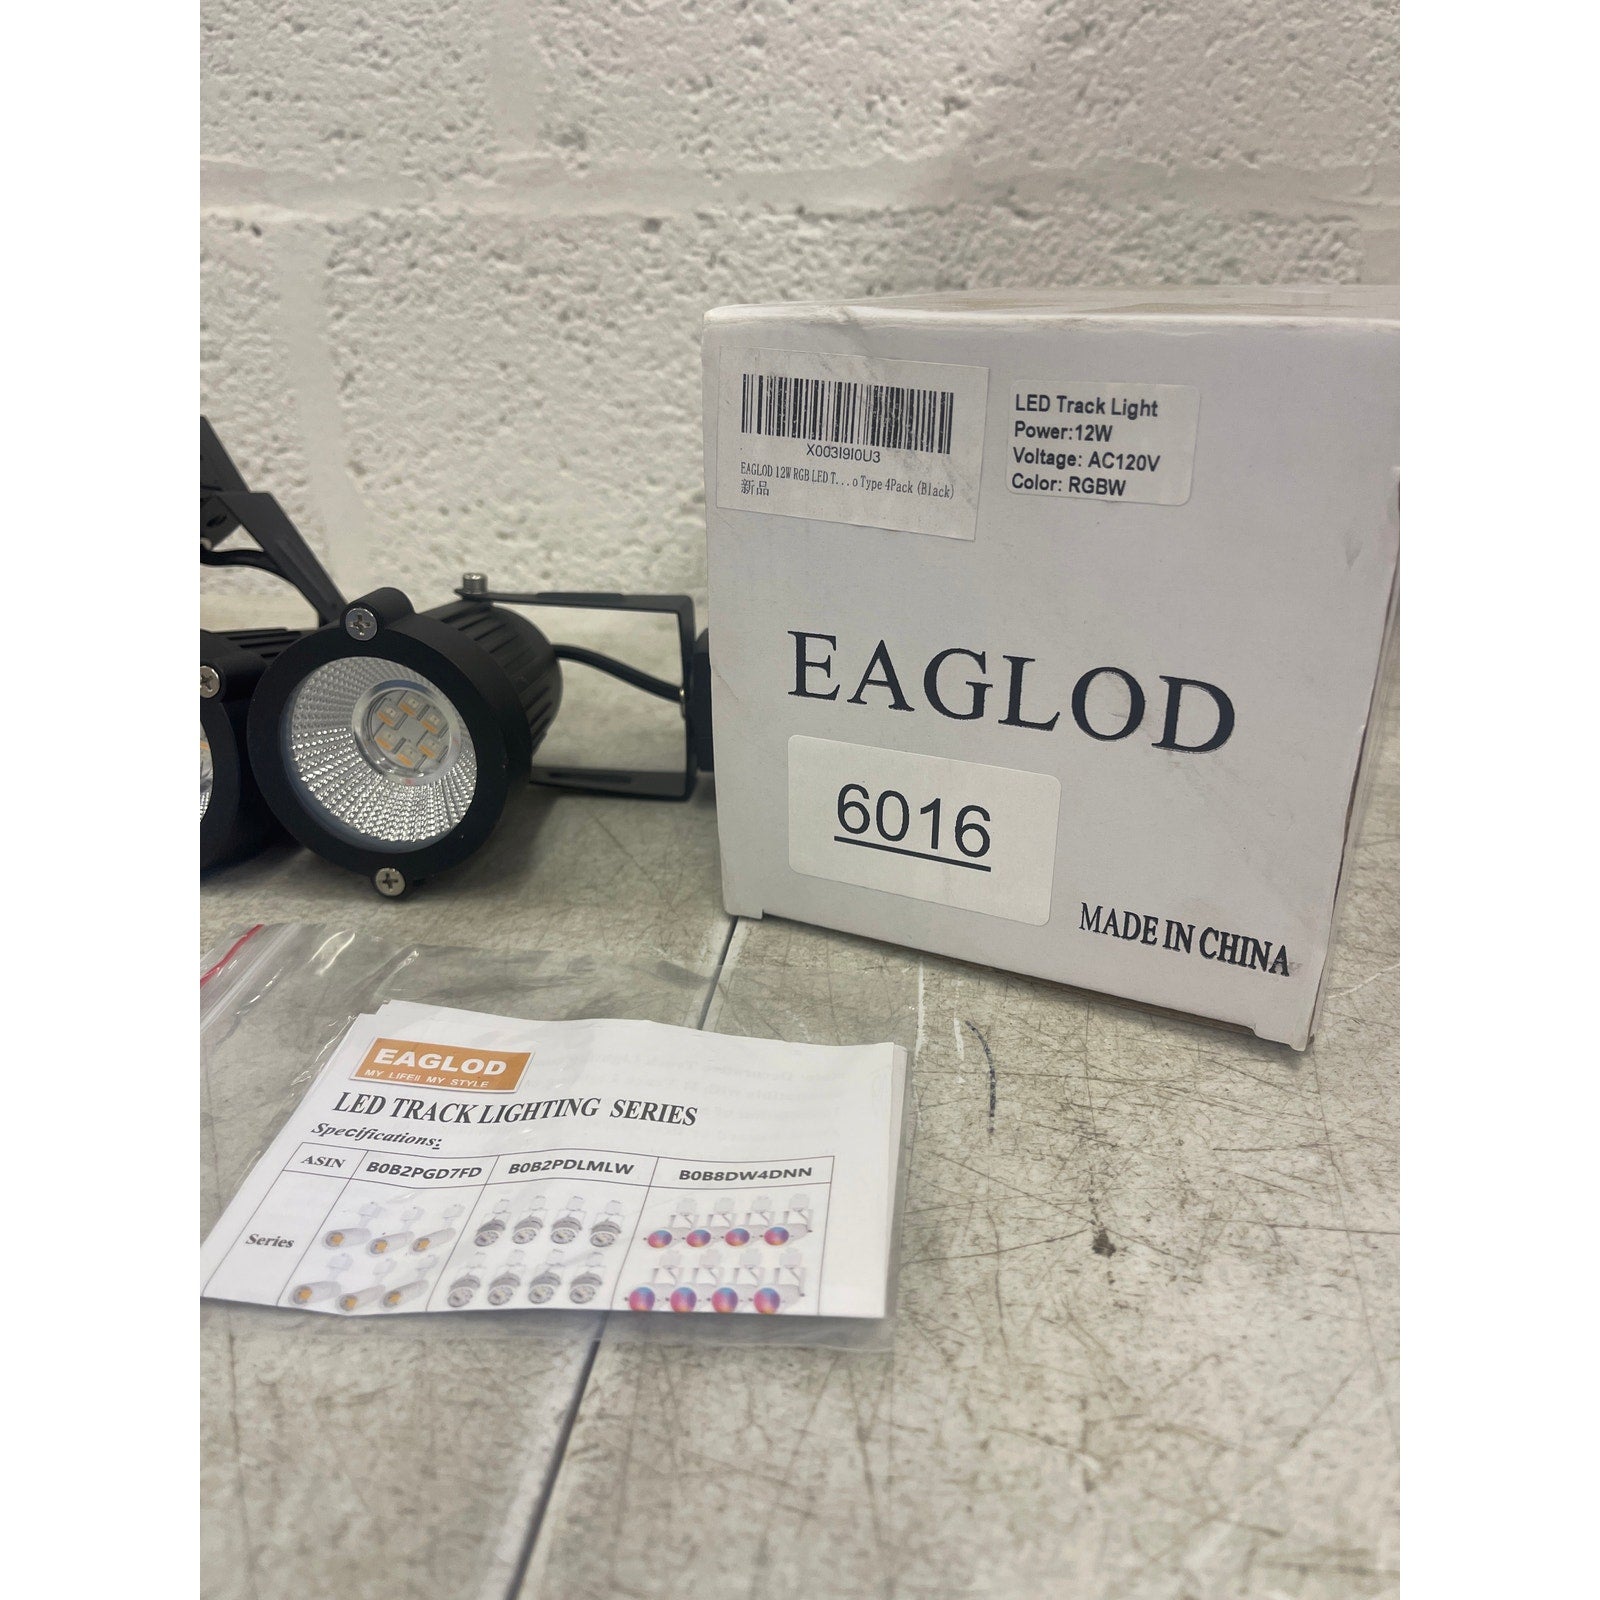 X003I9I0U3
EAGLOD 12W RGB LED T...o Type 4Pack (Black)
新品
LED Track Light
Power:12W
Voltage: AC120V
Color: RGBW
EAGLOD
6016
MADE IN CHINA
EAGLOD
MY LIFE!! MY STYLE
LED TRACK LIGHTING SERIES
Specifications:
ASIN B0B2PGD7FD B0B2PDLMLW B0B8DW4DNN
Series